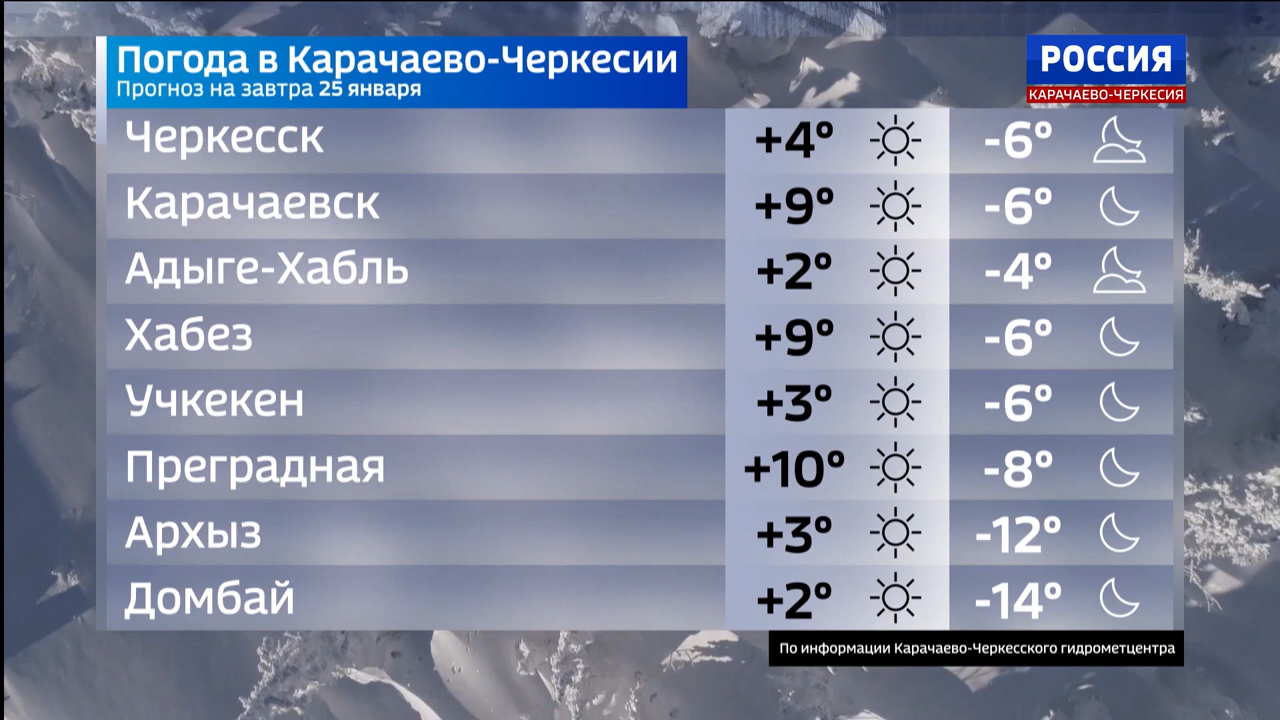 Погода в Карачаево-Черкесии
Прогноз на завтра 25 января
РОССИЯ
КАРАЧАЕВО-ЧЕРКЕСИЯ
Черкесск +4° -6°
Карачаевск +9° -6°
Адыге-Хабль +2° -4°
Хабез +9° -6°
Учкекен +3° -6°
Преградная +10° -8°
Архыз +3° -12°
Домбай +2° -14°
По информации Карачаево-Черкесского гидрометцентра